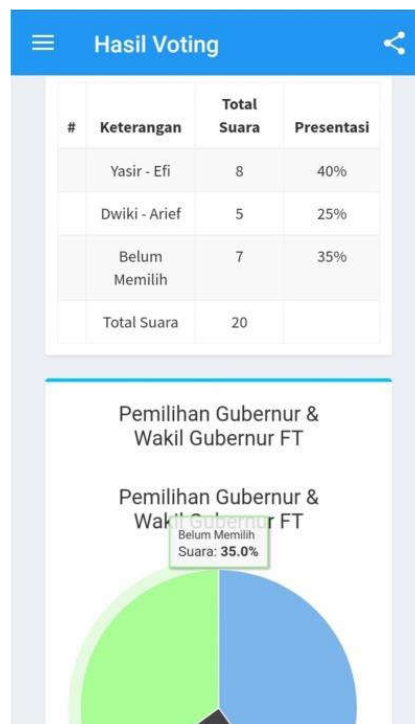 Hasil Voting
# Keterangan Total Suara Presentasi
Yasir - Efi 8 40%
Dwiki - Arief 5 25%
Belum Memilih 7 35%
Total Suara 20
Pemilihan Gubernur &
Wakil Gubernur FT
Pemilihan Gubernur &
Wakil Gubernur FT
Belum Memilih
Suara: 35.0%